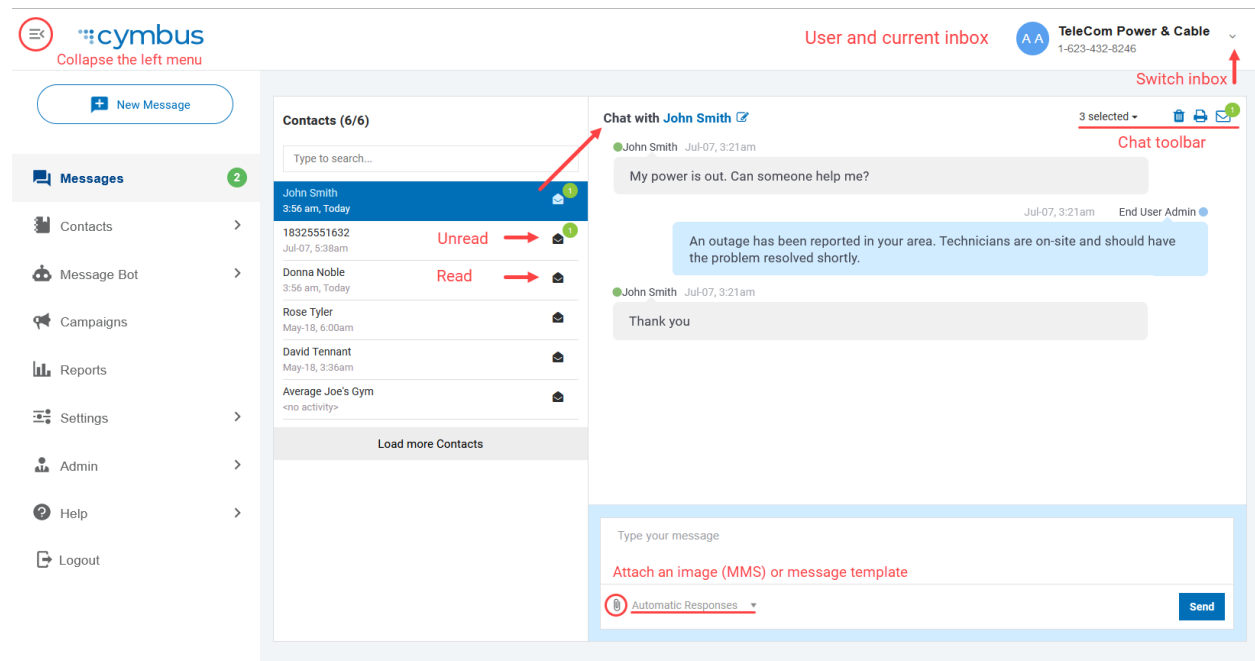 cymbus
Collapse the left menu
User and current inbox
A A
TeleCom Power & Cable
1-623-432-8246
Switch inbox
New Message
Messages
2
Contacts
Message Bot
Campaigns
Reports
Settings
Admin
Help
Logout
Contacts (6/6)
Type to search...
John Smith
3:56 am, Today
1
18325551632
Jul-07, 5:38am
Unread
1
Donna Noble
3:56 am, Today
Read
Rose Tyler
May-18, 6:00am
David Tennant
May-18, 3:36am
Average Joe's Gym
<no activity>
Load more Contacts
Chat with John Smith
3 selected
1
Chat toolbar
John Smith Jul-07, 3:21am
My power is out. Can someone help me?
Jul-07, 3:21am End User Admin
An outage has been reported in your area. Technicians are on-site and should have
the problem resolved shortly.
John Smith Jul-07, 3:21am
Thank you
Type your message
Attach an image (MMS) or message template
Automatic Responses
Send